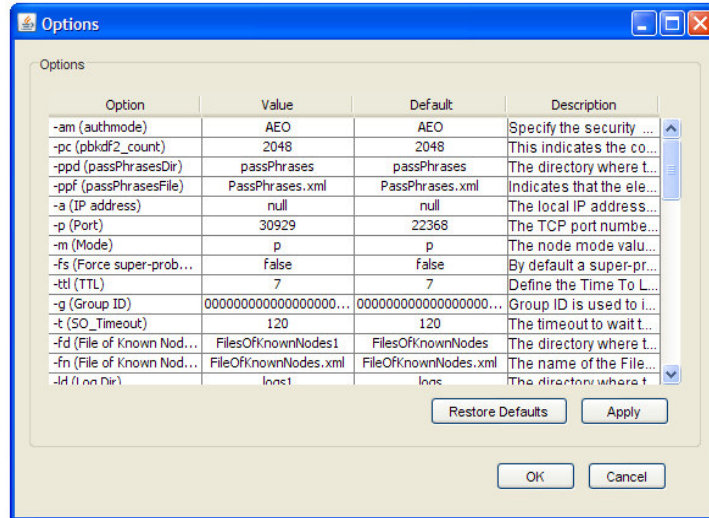 Options
Options
Option Value Default Description
-am (authmode) AEO AEO Specify the security ...
-pc (pbkdf2_count) 2048 2048 This indicates the co...
-ppd (passPhrasesDir) passPhrases passPhrases The directory where t...
-ppf (passPhrasesFile) PassPhrases.xml PassPhrases.xml Indicates that the ele...
-a (IP address) null null The local IP address...
-p (Port) 30929 22368 The TCP port numbe...
-m (Mode) p p The node mode valu...
-fs (Force super-prob... false false By default a super-pr...
-ttl (TTL) 7 7 Define the Time To L...
-g (Group ID) 000000000000000000... 000000000000000000... Group ID is used to i...
-t (SO_Timeout) 120 120 The timeout to wait t...
-fd (File of Known Nod... FilesOfKnownNodes1 FilesOfKnownNodes The directory where t...
-fn (File of Known Nod... FileOfKnownNodes.xml FileOfKnownNodes.xml The name of the File...
-ld (Log Dir) logs1 logs The directory where t...
Restore Defaults Apply
OK Cancel